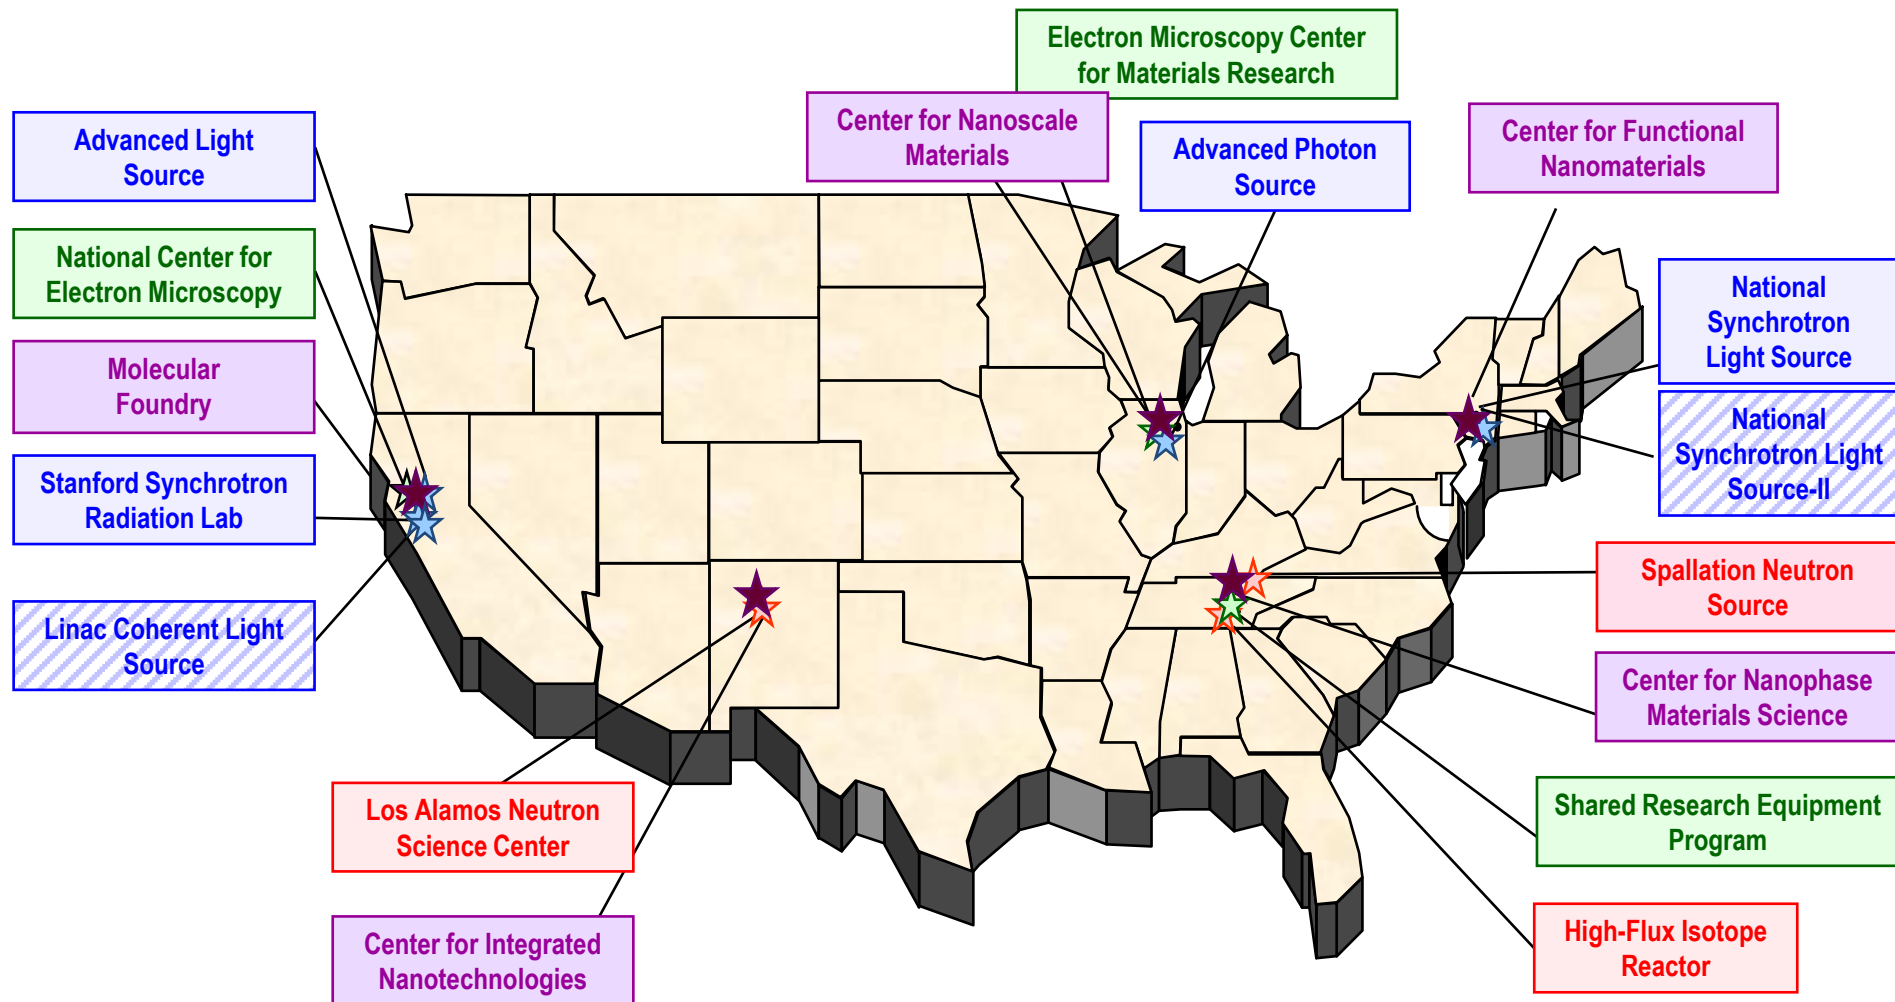 Electron Microscopy Center
for Materials Research
Center for Nanoscale
Materials
Advanced Photon
Source
Center for Functional
Nanomaterials
Advanced Light
Source
National Center for
Electron Microscopy
Molecular
Foundry
Stanford Synchrotron
Radiation Lab
Linac Coherent Light
Source
National
Synchrotron
Light Source
National
Synchrotron Light
Source-II
Spallation Neutron
Source
Center for Nanophase
Materials Science
Shared Research Equipment
Program
High-Flux Isotope
Reactor
Los Alamos Neutron
Science Center
Center for Integrated
Nanotechnologies